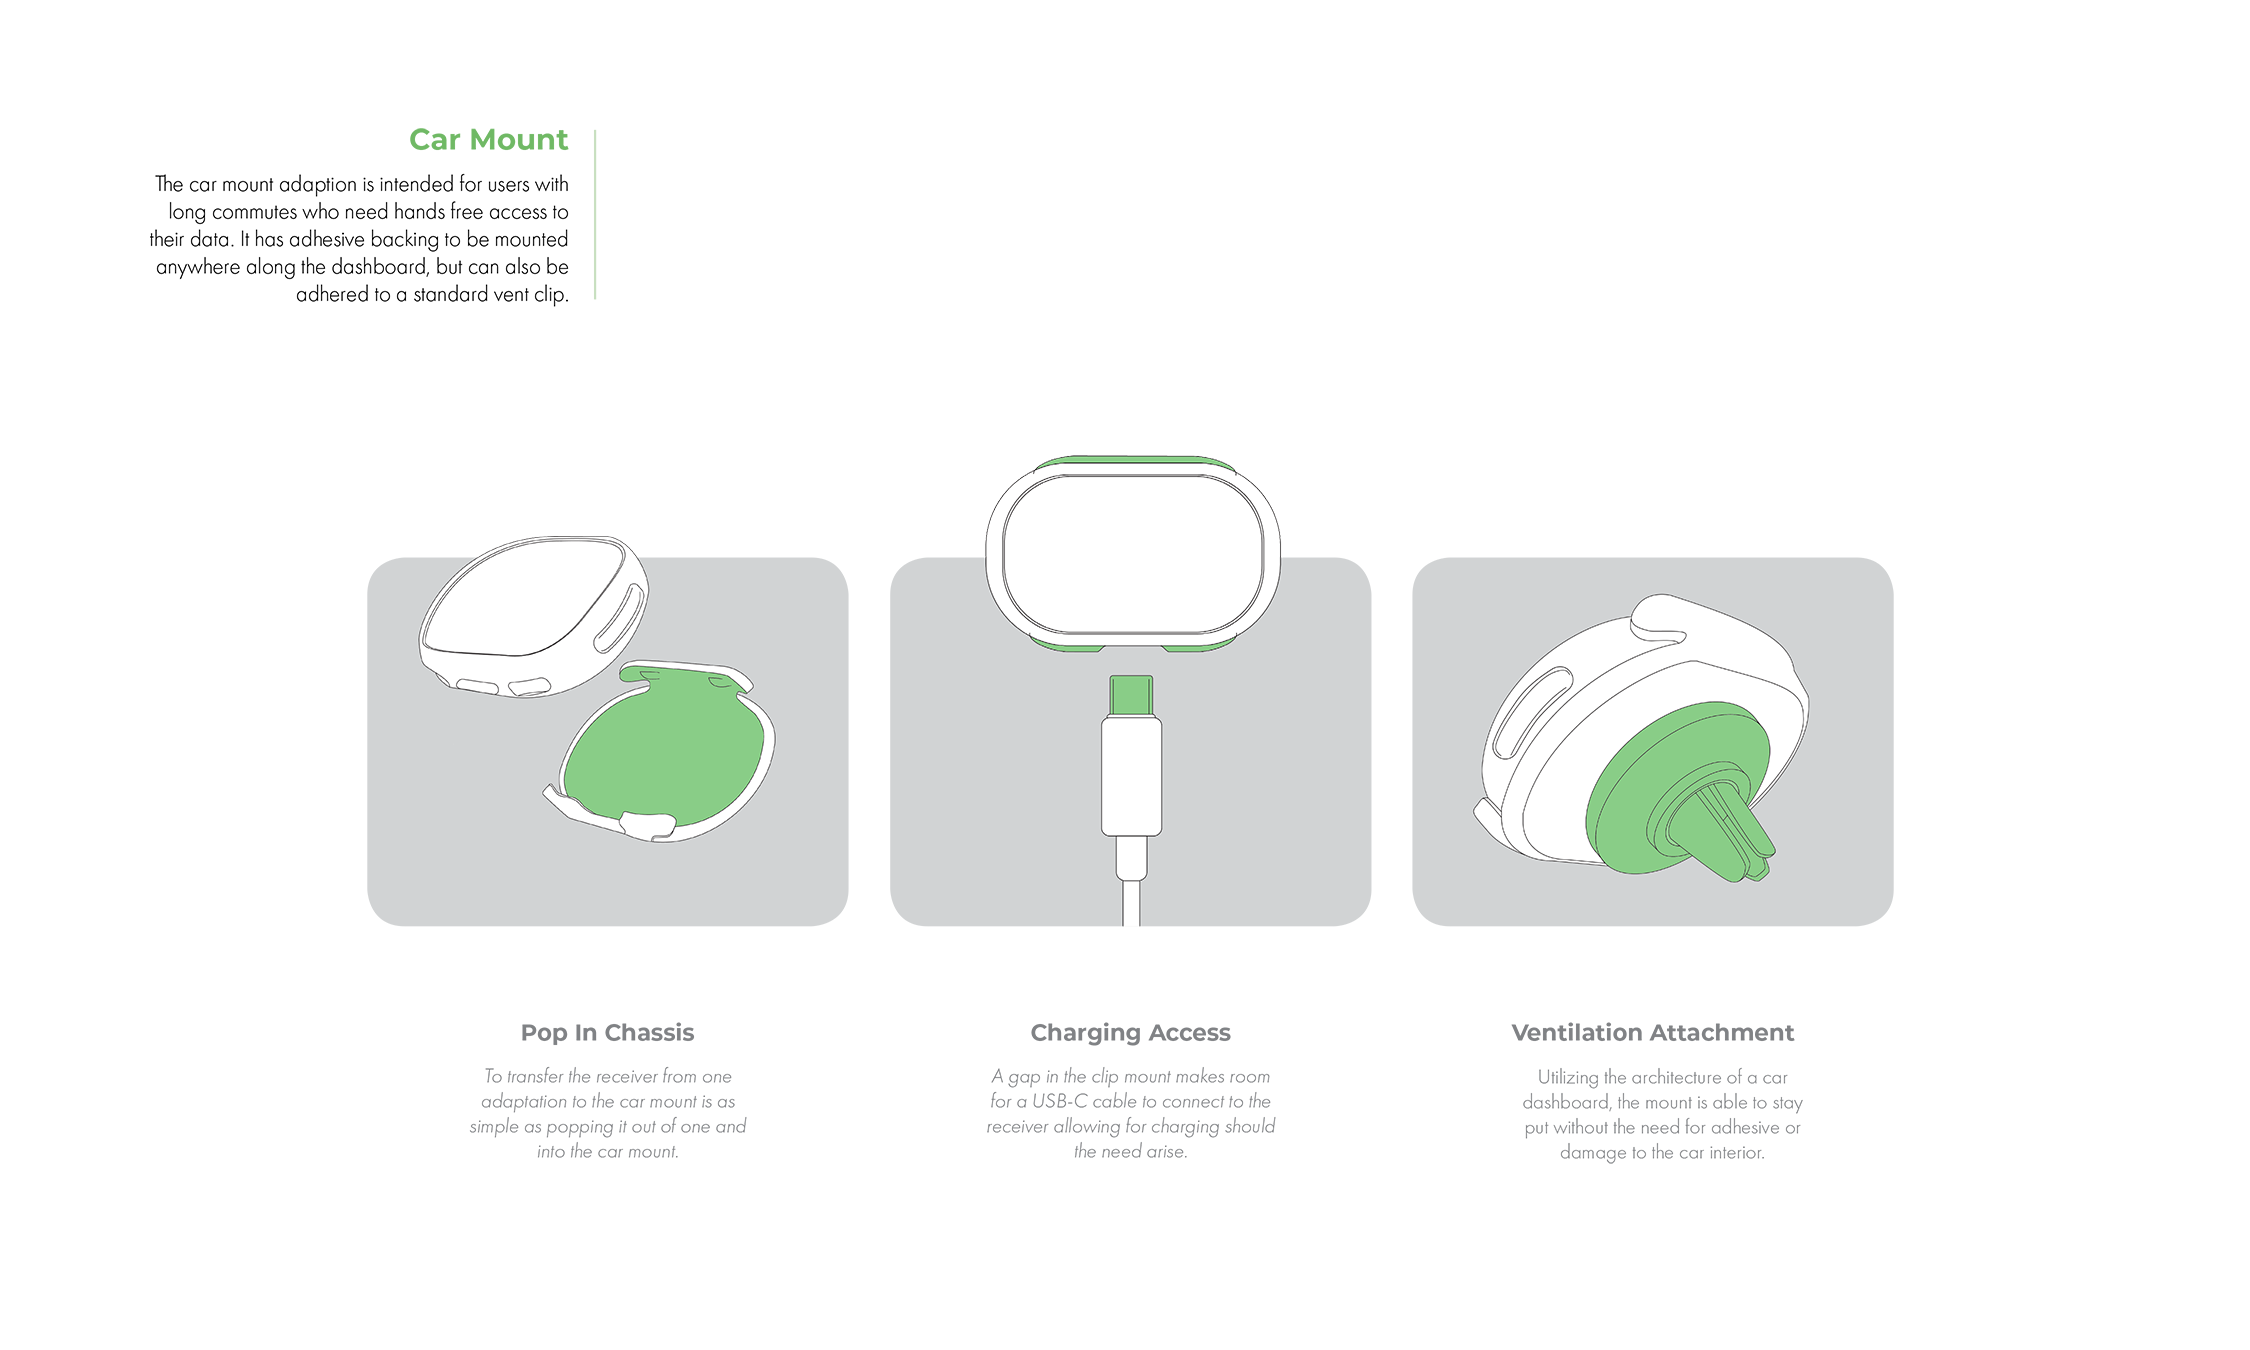 Car Mount
The car mount adaption is intended for users with
long commutes who need hands free access to
their data. It has adhesive backing to be mounted
anywhere along the dashboard, but can also be
adhered to a standard vent clip.
Pop In Chassis
To transfer the receiver from one
adaptation to the car mount is as
simple as popping it out of one and
into the car mount.
Charging Access
A gap in the clip mount makes room
for a USB-C cable to connect to the
receiver allowing for charging should
the need arise.
Ventilation Attachment
Utilizing the architecture of a car
dashboard, the mount is able to stay
put without the need for adhesive or
damage to the car interior.